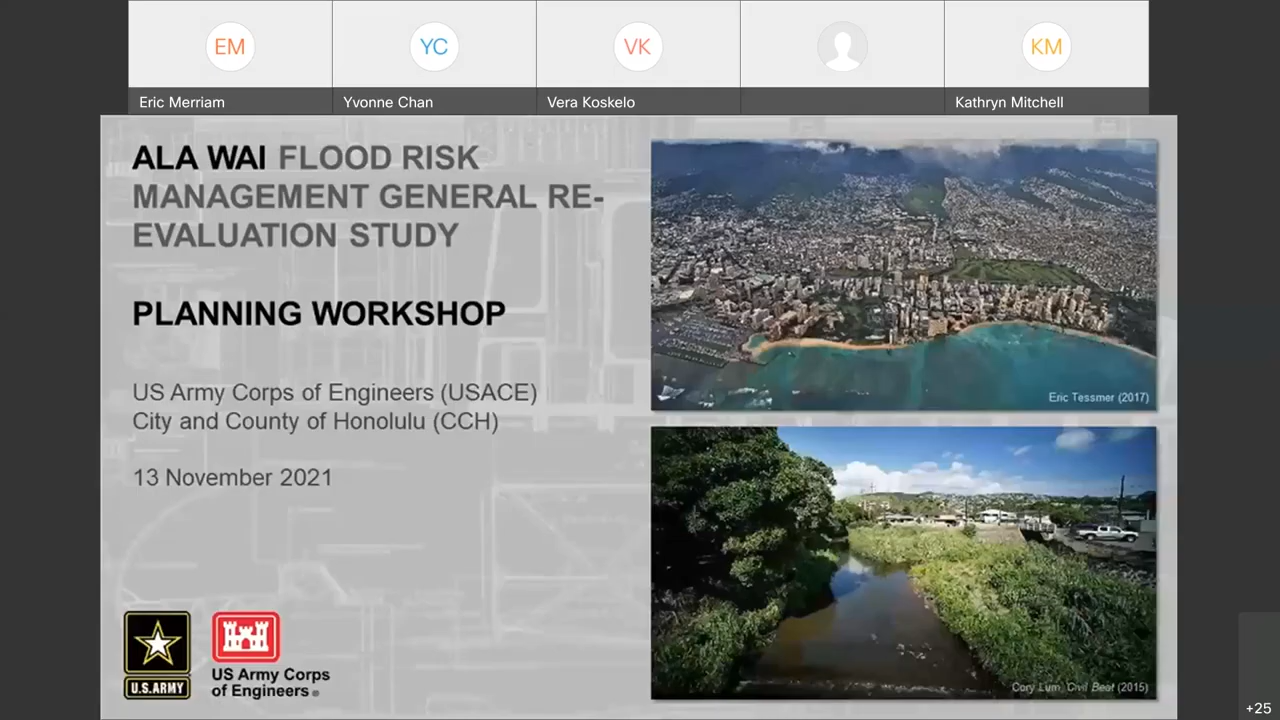 EM
YC
VK
KM
Eric Merriam
Yvonne Chan
Vera Koskelo
Kathryn Mitchell
ALA WAI FLOOD RISK
MANAGEMENT GENERAL RE-
EVALUATION STUDY
PLANNING WORKSHOP
US Army Corps of Engineers (USACE)
City and County of Honolulu (CCH)
13 November 2021
U.S.ARMY
US Army Corps
of Engineers®
Eric Tessmer (2017)
Cory Lum, Civil Beat (2015)
+25